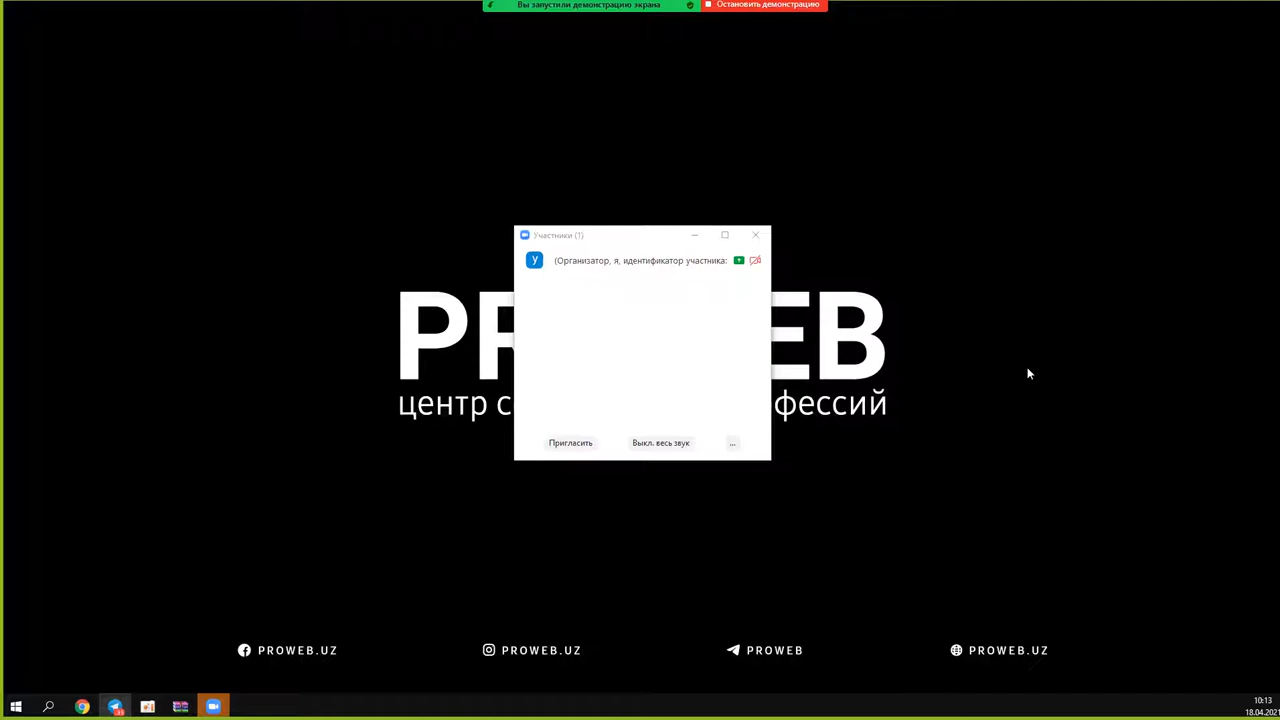 Вы запустили демонстрацию экрана
Остановить демонстрацию
Участники (1)
У
(Организатор, я, идентификатор участника:
PR
EB
центр с
фессий
Пригласить
Выкл. весь звук
...
PROWEB.UZ
PROWEB.UZ
PROWEB
PROWEB.UZ
10:13
18.04.202